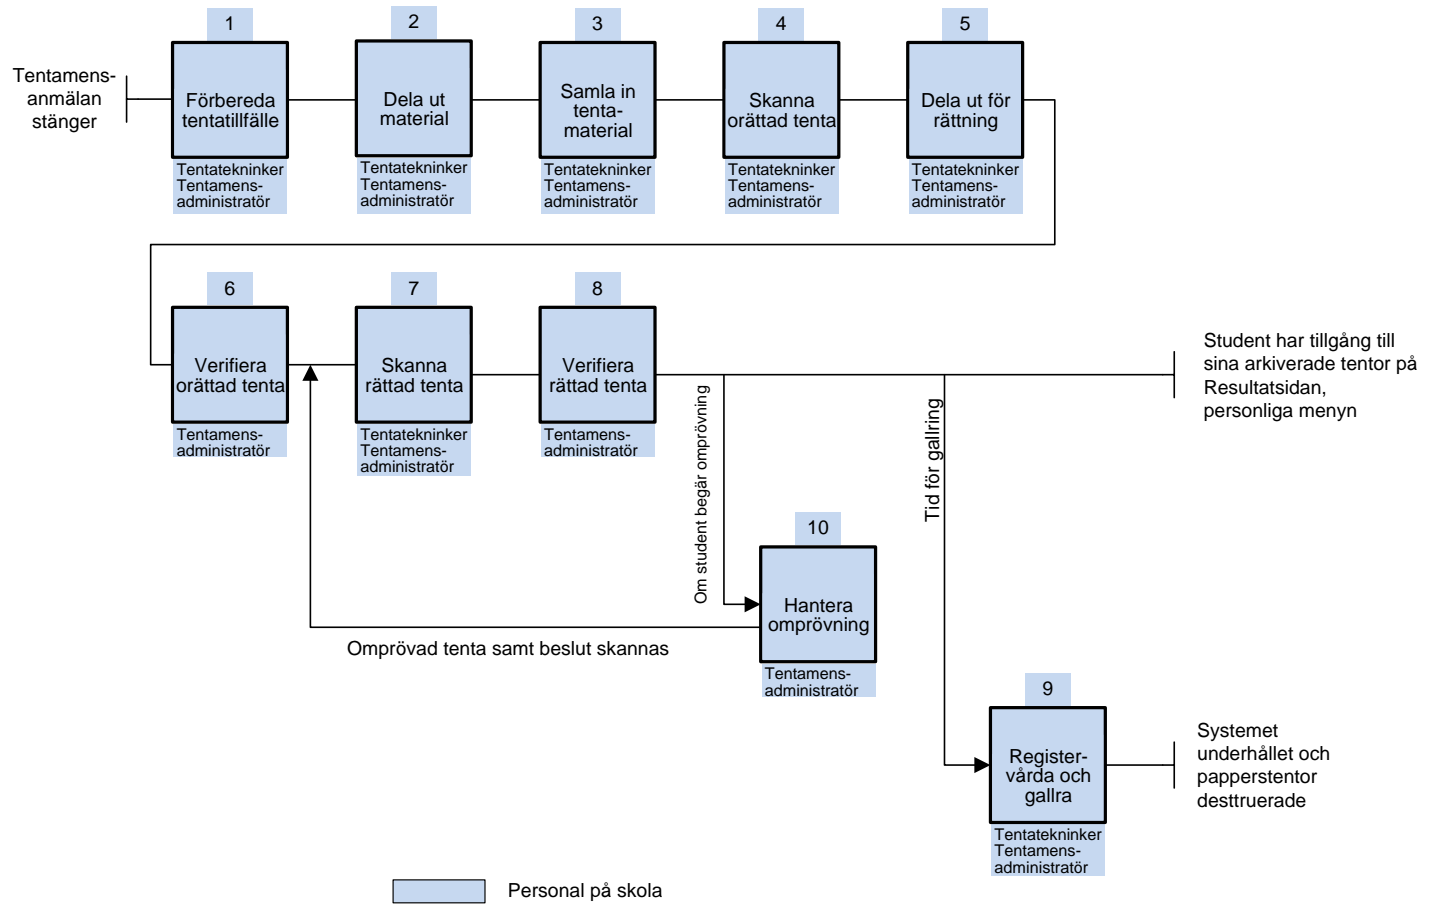 Tentamens-
anmälan
stänger
1
Förbereda
tentatillfälle
Tentatekninker
Tentamens-
administratör
2
Dela ut
material
Tentatekninker
Tentamens-
administratör
3
Samla in
tenta-
material
Tentatekninker
Tentamens-
administratör
4
Skanna
orättad tenta
Tentatekninker
Tentamens-
administratör
5
Dela ut för
rättning
Tentatekninker
Tentamens-
administratör
6
Verifiera
orättad tenta
Tentamens-
administratör
7
Skanna
rättad tenta
Tentatekninker
Tentamens-
administratör
8
Verifiera
rättad tenta
Tentamens-
administratör
Om student begär omprövning
Tid för gallring
Student har tillgång till
sina arkiverade tentor på
Resultatsidan,
personliga menyn
10
Hantera
omprövning
Tentamens-
administratör
Omprövad tenta samt beslut skannas
9
Register-
vårda och
gallra
Tentatekninker
Tentamens-
administratör
Systemet
underhållet och
papperstentor
desttruerade
Personal på skola